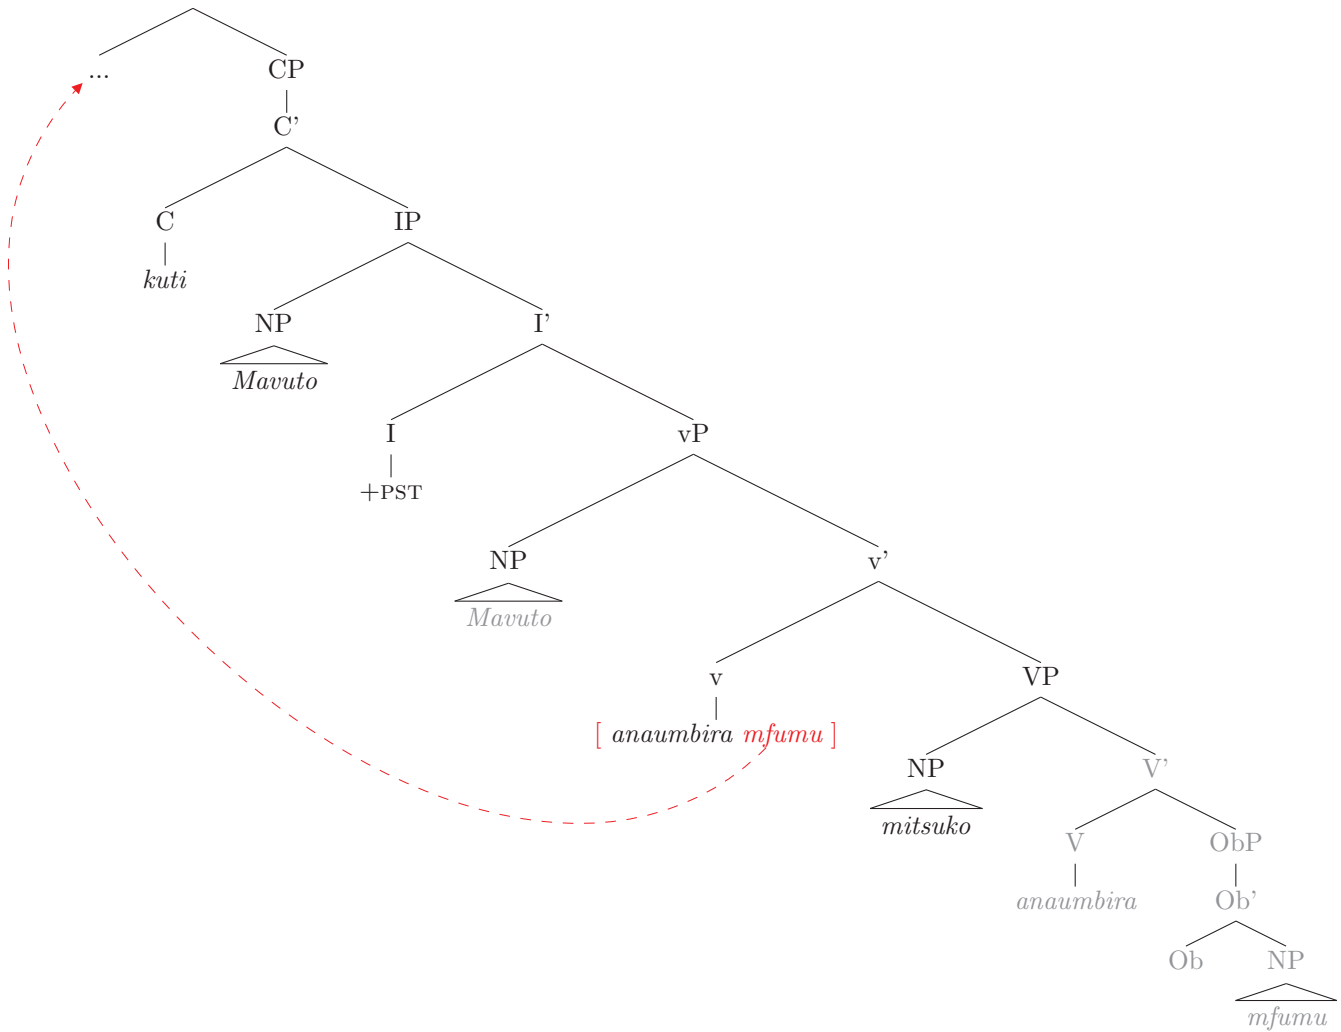 ...
CP
C'
C
IP
kuti
NP
I'
Mavuto
I
vP
+PST
NP
v'
Mavuto
v
VP
[ anaumbira mfumu ]
NP
V'
mitsuko
V
ObP
anaumbira
Ob'
Ob
NP
mfumu